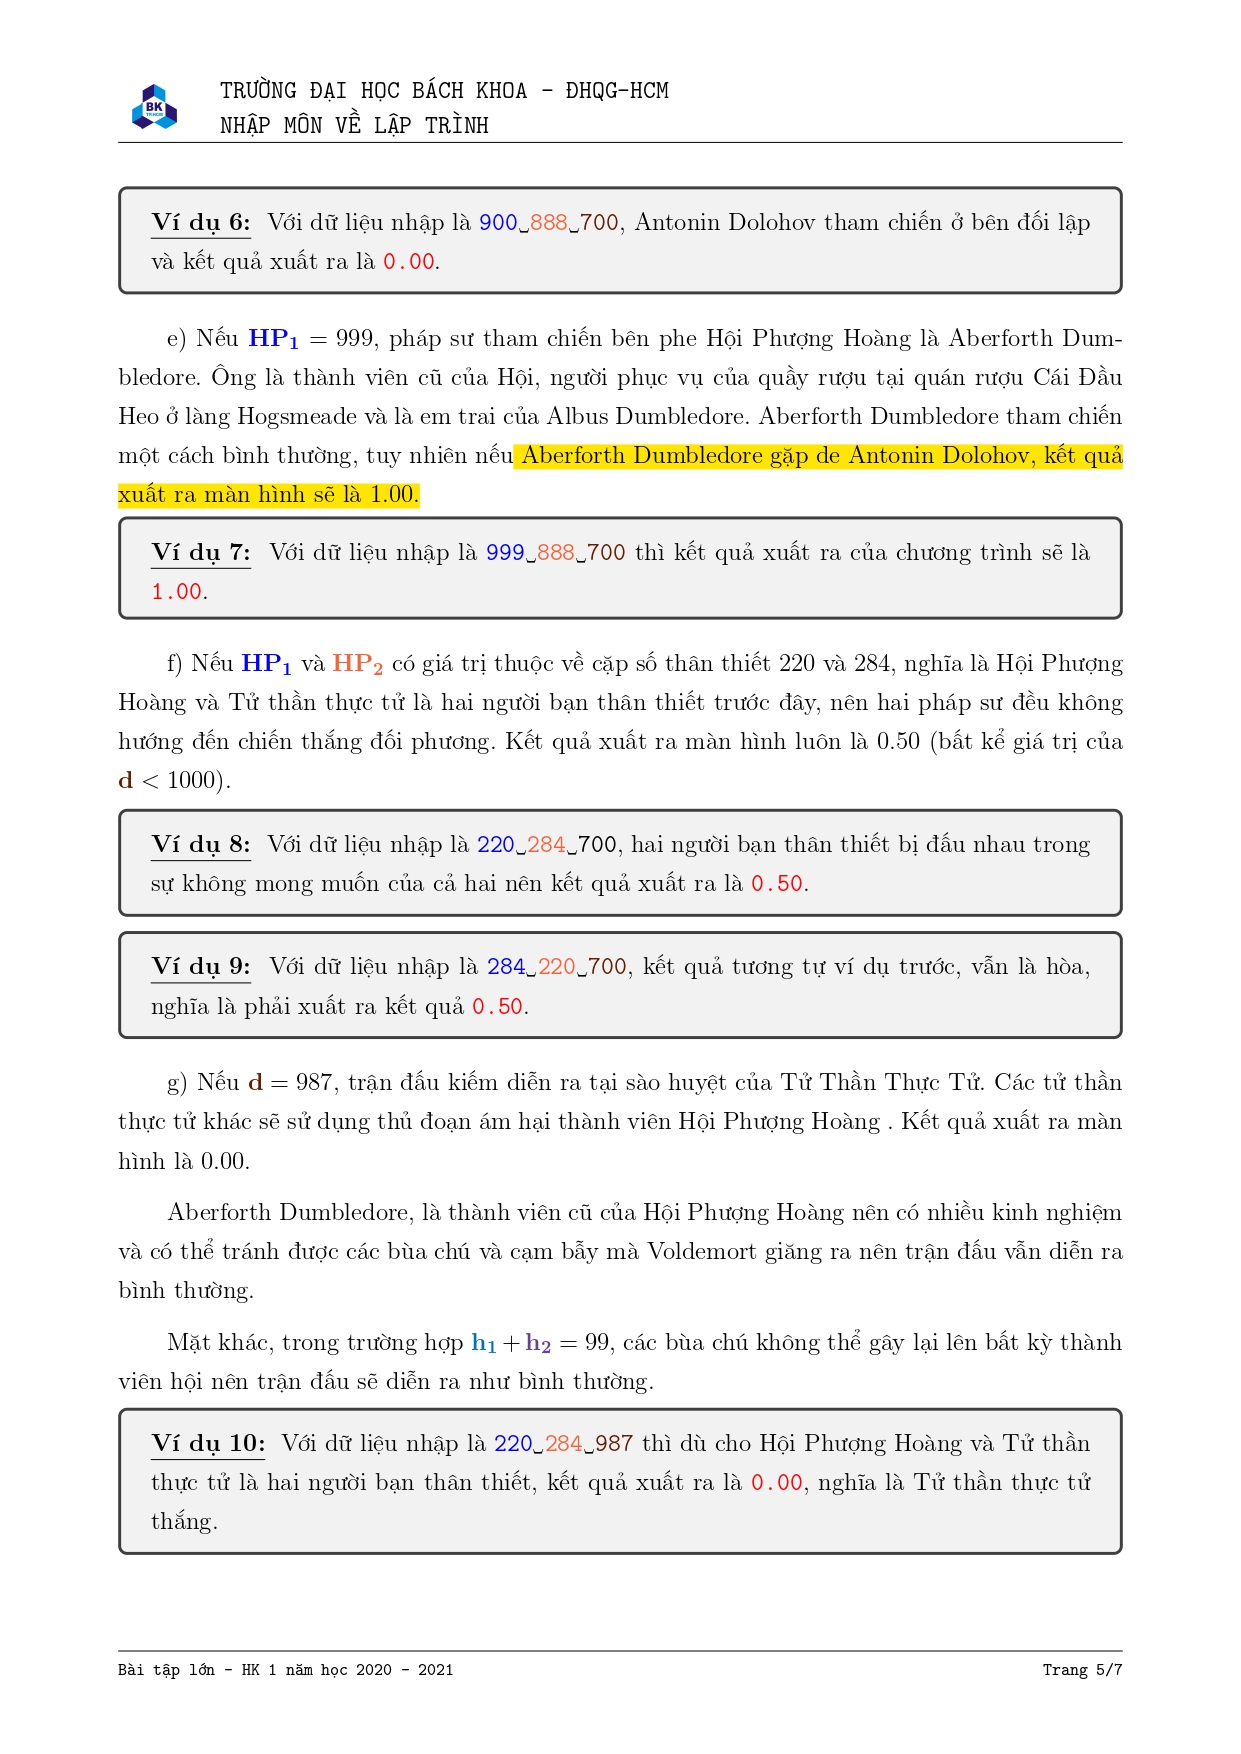 BK
TP.HCM
TRƯỜNG ĐẠI HỌC BÁCH KHOA - ĐHQG-HCM
NHẬP MÔN VỀ LẬP TRÌNH
Ví dụ 6: Với dữ liệu nhập là 900␣888␣700, Antonin Dolohov tham chiến ở bên đối lập
và kết quả xuất ra là 0.00.
e) Nếu HP₁ = 999, pháp sư tham chiến bên phe Hội Phượng Hoàng là Aberforth Dum-
bledore. Ông là thành viên cũ của Hội, người phục vụ của quầy rượu tại quán rượu Cái Đầu
Heo ở làng Hogsmeade và là em trai của Albus Dumbledore. Aberforth Dumbledore tham chiến
một cách bình thường, tuy nhiên nếu Aberforth Dumbledore gặp de Antonin Dolohov, kết quả
xuất ra màn hình sẽ là 1.00.
Ví dụ 7: Với dữ liệu nhập là 999␣888␣700 thì kết quả xuất ra của chương trình sẽ là
1.00.
f) Nếu HP₁ và HP₂ có giá trị thuộc về cặp số thân thiết 220 và 284, nghĩa là Hội Phượng
Hoàng và Tử thần thực tử là hai người bạn thân thiết trước đây, nên hai pháp sư đều không
hướng đến chiến thắng đối phương. Kết quả xuất ra màn hình luôn là 0.50 (bất kể giá trị của
d < 1000).
Ví dụ 8: Với dữ liệu nhập là 220␣284␣700, hai người bạn thân thiết bị đấu nhau trong
sự không mong muốn của cả hai nên kết quả xuất ra là 0.50.
Ví dụ 9: Với dữ liệu nhập là 284␣220␣700, kết quả tương tự ví dụ trước, vẫn là hòa,
nghĩa là phải xuất ra kết quả 0.50.
g) Nếu d = 987, trận đấu kiếm diễn ra tại sào huyệt của Tử Thần Thực Tử. Các tử thần
thực tử khác sẽ sử dụng thủ đoạn ám hại thành viên Hội Phượng Hoàng . Kết quả xuất ra màn
hình là 0.00.
Aberforth Dumbledore, là thành viên cũ của Hội Phượng Hoàng nên có nhiều kinh nghiệm
và có thể tránh được các bùa chú và cạm bẫy mà Voldemort giăng ra nên trận đấu vẫn diễn ra
bình thường.
Mặt khác, trong trường hợp h₁ + h₂ = 99, các bùa chú không thể gây lại lên bất kỳ thành
viên hội nên trận đấu sẽ diễn ra như bình thường.
Ví dụ 10: Với dữ liệu nhập là 220␣284␣987 thì dù cho Hội Phượng Hoàng và Tử thần
thực tử là hai người bạn thân thiết, kết quả xuất ra là 0.00, nghĩa là Tử thần thực tử
thắng.
Bài tập lớn - HK 1 năm học 2020 - 2021
Trang 5/7